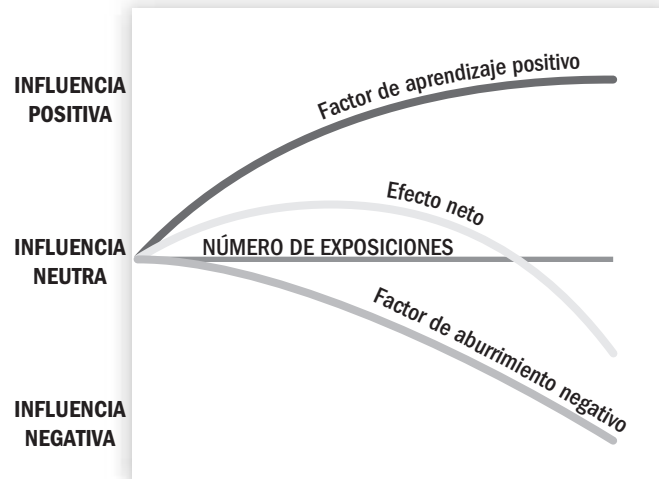 INFLUENCIA
POSITIVA
Factor de aprendizaje positivo
Efecto neto
INFLUENCIA
NEUTRA
NÚMERO DE EXPOSICIONES
Factor de aburrimiento negativo
INFLUENCIA
NEGATIVA